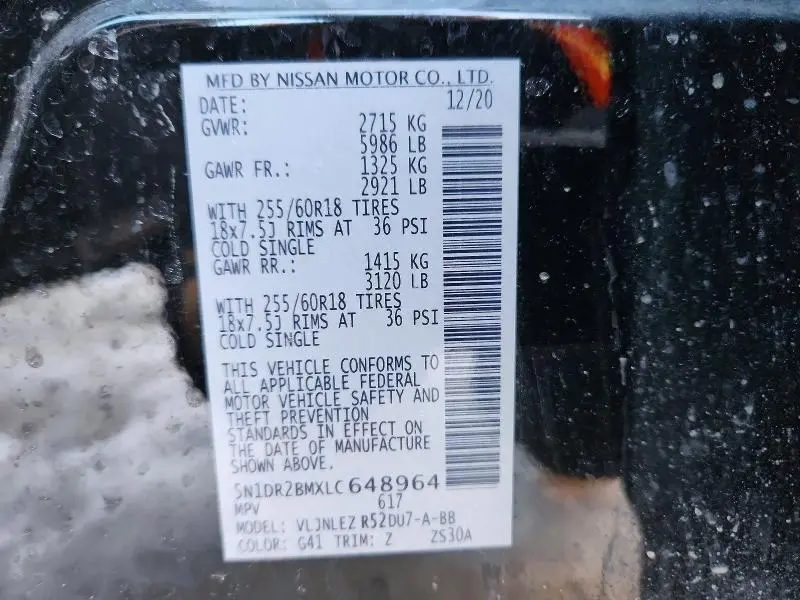 MFD BY NISSAN MOTOR CO., LTD.
DATE: 12/20
GVWR: 2715 KG
5986 LB
GAWR FR.: 1325 KG
2921 LB
WITH 255/60R18 TIRES
18x7.5J RIMS AT 36 PSI
COLD SINGLE
GAWR RR.: 1415 KG
3120 LB
WITH 255/60R18 TIRES
18x7.5J RIMS AT 36 PSI
COLD SINGLE
THIS VEHICLE CONFORMS TO
ALL APPLICABLE FEDERAL
MOTOR VEHICLE SAFETY AND
THEFT PREVENTION
STANDARDS IN EFFECT ON
THE DATE OF MANUFACTURE
SHOWN ABOVE.
5N1DR2BMXLC648964
MPV 617
MODEL: VLJNLEZ R52DU7-A-BB
COLOR: G41 TRIM: Z ZS30A